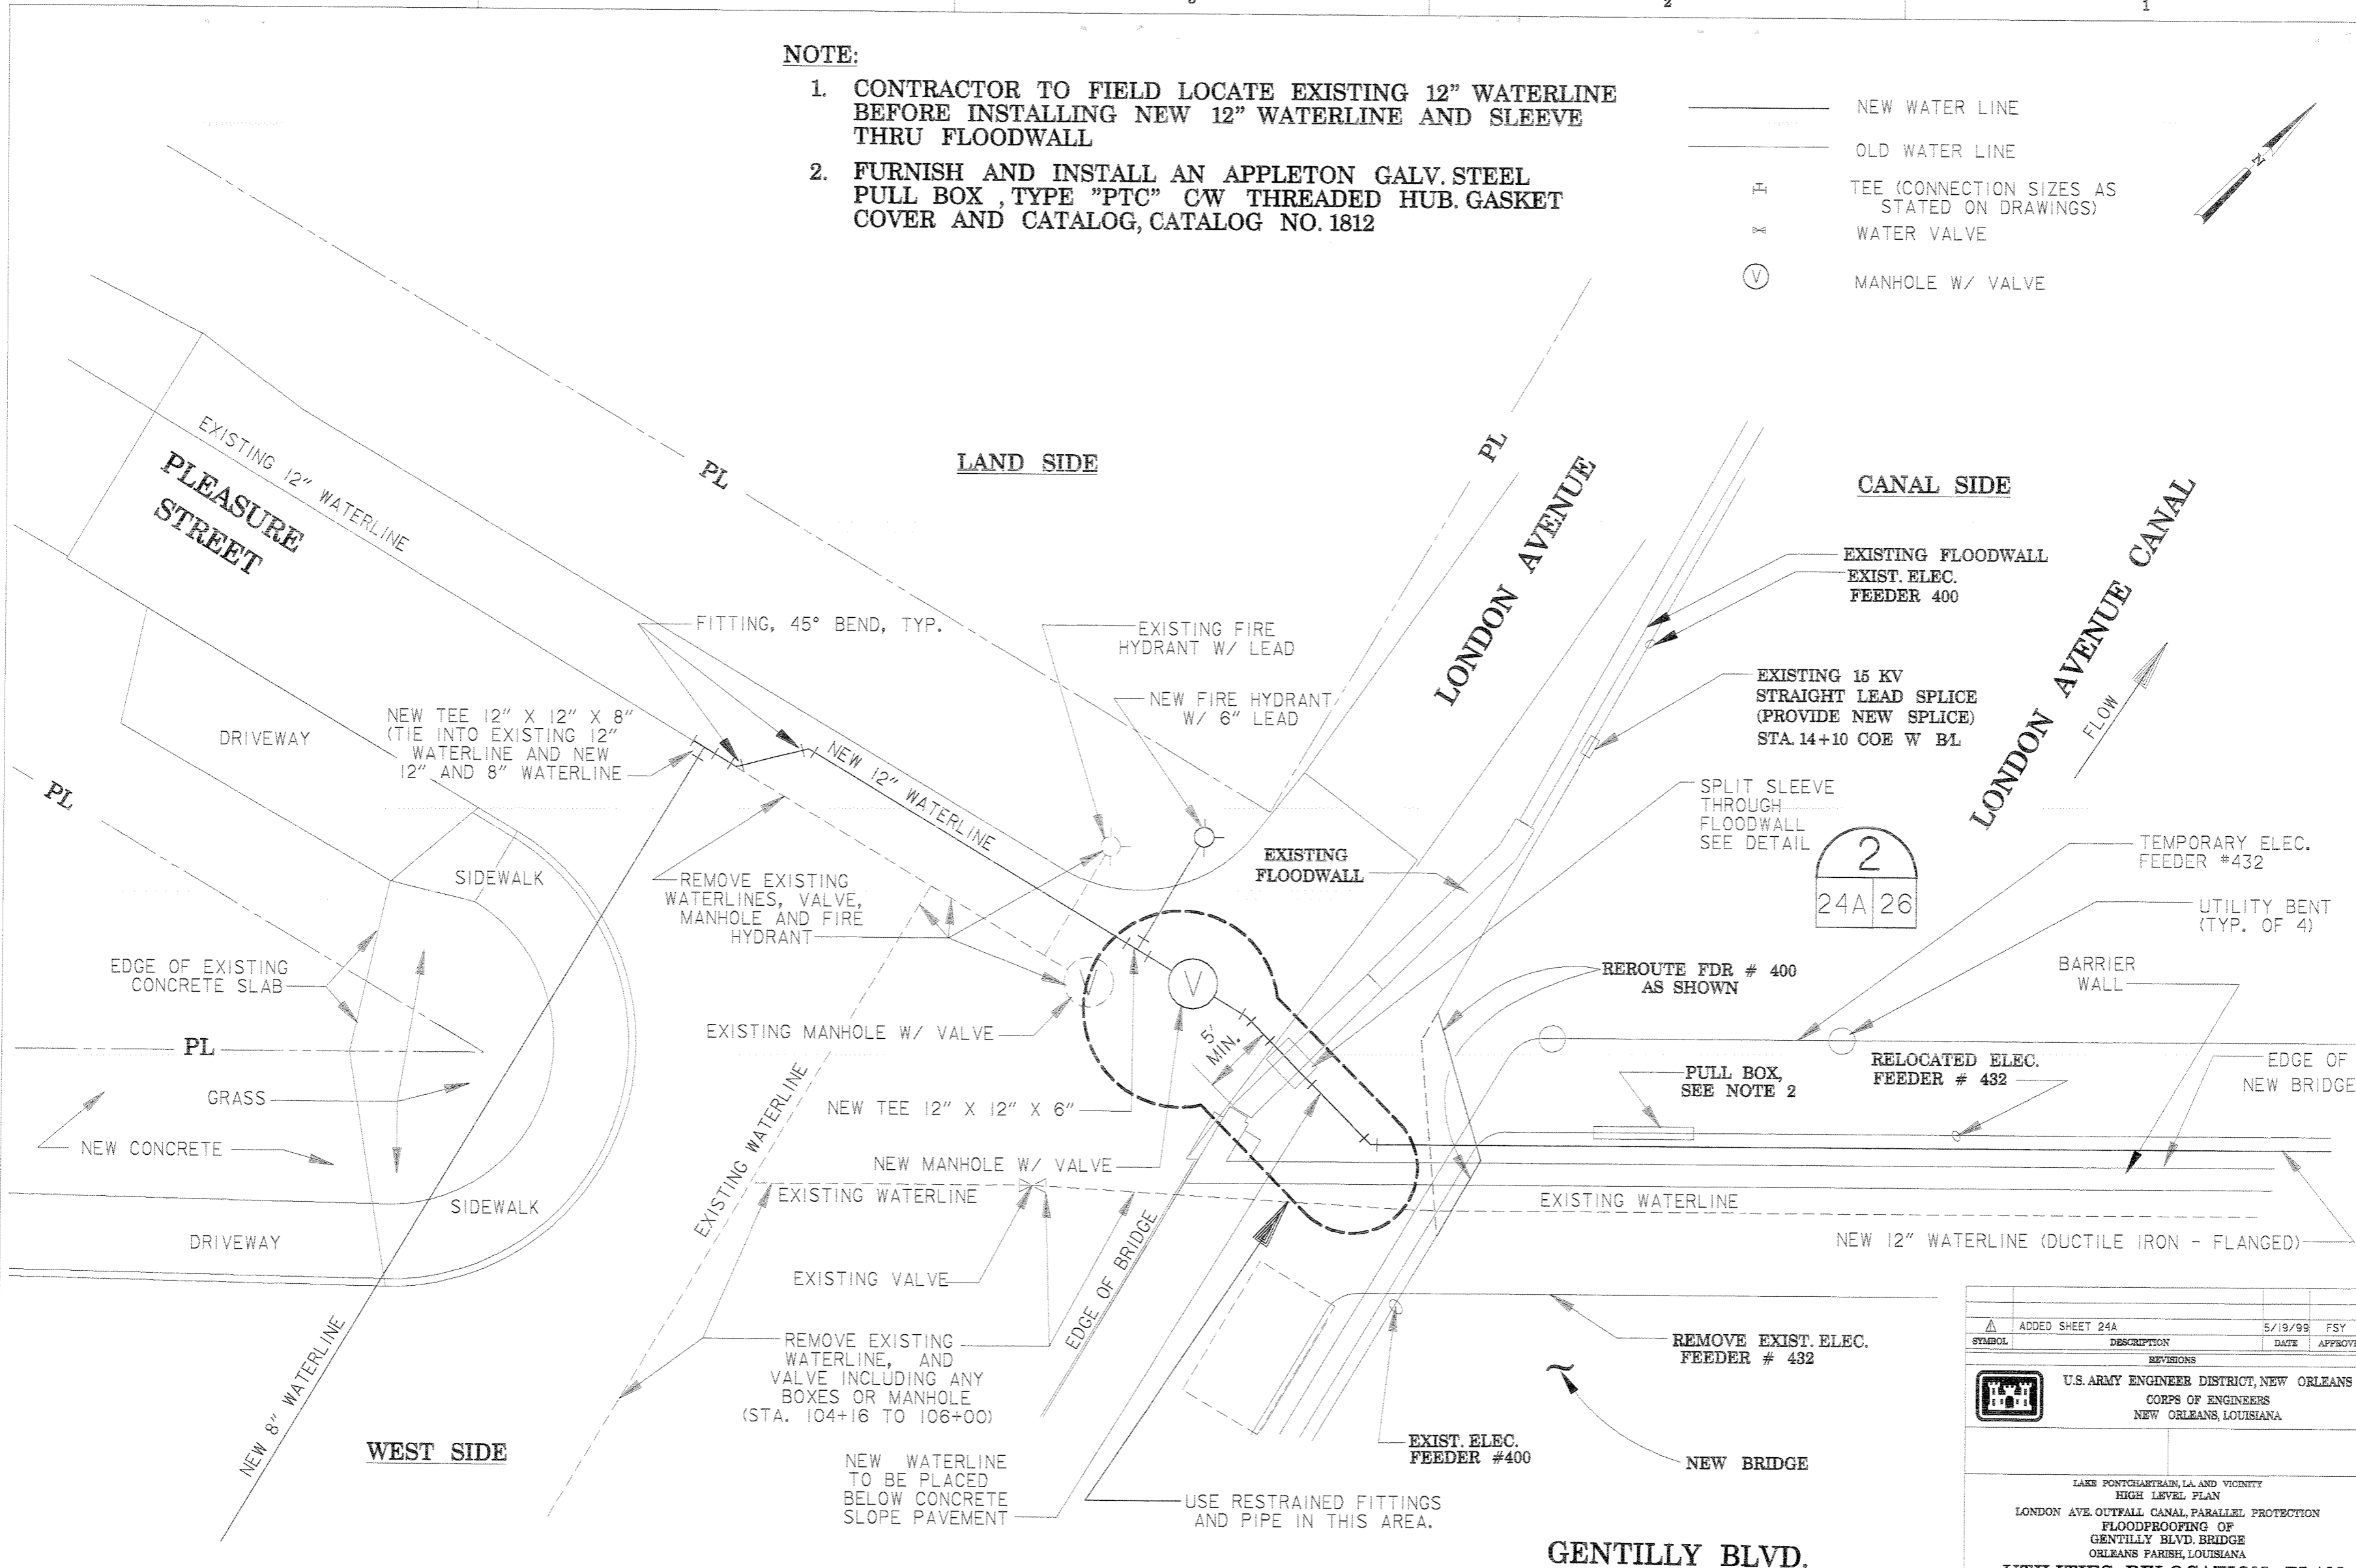 2
1
NOTE:
1. CONTRACTOR TO FIELD LOCATE EXISTING 12" WATERLINE
BEFORE INSTALLING NEW 12" WATERLINE AND SLEEVE
THRU FLOODWALL
2. FURNISH AND INSTALL AN APPLETON GALV. STEEL
PULL BOX , TYPE "PTC" C/W THREADED HUB. GASKET
COVER AND CATALOG, CATALOG NO. 1812
NEW WATER LINE
OLD WATER LINE
TEE (CONNECTION SIZES AS
STATED ON DRAWINGS)
WATER VALVE
V
MANHOLE W/ VALVE
N
EXISTING 12" WATERLINE
PLEASURE
STREET
PL
LAND SIDE
PL
LONDON AVENUE
CANAL SIDE
EXISTING FLOODWALL
EXIST. ELEC.
FEEDER 400
LONDON AVENUE CANAL
FLOW
FITTING, 45° BEND, TYP.
EXISTING FIRE
HYDRANT W/ LEAD
NEW FIRE HYDRANT
W/ 6" LEAD
EXISTING 15 KV
STRAIGHT LEAD SPLICE
(PROVIDE NEW SPLICE)
STA. 14+10 COE W B/L
DRIVEWAY
NEW TEE 12" X 12" X 8"
(TIE INTO EXISTING 12"
WATERLINE AND NEW
12" AND 8" WATERLINE
NEW 12" WATERLINE
SPLIT SLEEVE
THROUGH
FLOODWALL
SEE DETAIL
2
24A 26
TEMPORARY ELEC.
FEEDER #432
PL
SIDEWALK
REMOVE EXISTING
WATERLINES, VALVE,
MANHOLE AND FIRE
HYDRANT
EXISTING
FLOODWALL
UTILITY BENT
(TYP. OF 4)
EDGE OF EXISTING
CONCRETE SLAB
V
V
REROUTE FDR # 400
AS SHOWN
BARRIER
WALL
EXISTING MANHOLE W/ VALVE
5'
MIN.
PL
GRASS
PULL BOX,
SEE NOTE 2
RELOCATED ELEC.
FEEDER # 432
EDGE OF
NEW BRIDGE
NEW TEE 12" X 12" X 6"
NEW CONCRETE
EXISTING WATERLINE
NEW MANHOLE W/ VALVE
EXISTING WATERLINE
EXISTING WATERLINE
SIDEWALK
DRIVEWAY
EXISTING VALVE
EDGE OF BRIDGE
NEW 12" WATERLINE (DUCTILE IRON - FLANGED)
NEW 8" WATERLINE
REMOVE EXISTING
WATERLINE, AND
VALVE INCLUDING ANY
BOXES OR MANHOLE
(STA. 104+16 TO 106+00)
REMOVE EXIST. ELEC.
FEEDER # 432
WEST SIDE
NEW WATERLINE
TO BE PLACED
BELOW CONCRETE
SLOPE PAVEMENT
USE RESTRAINED FITTINGS
AND PIPE IN THIS AREA.
EXIST. ELEC.
FEEDER #400
NEW BRIDGE
GENTILLY BLVD.
ADDED SHEET 24A 5/19/99 FSY
SYMBOL DESCRIPTION DATE
REVISIONS
U.S. ARMY ENGINEER DISTRICT, NEW ORLEANS
CORPS OF ENGINEERS
NEW ORLEANS, LOUISIANA
LAKE PONTCHARTRAIN, LA. AND VICINITY
HIGH LEVEL PLAN
LONDON AVE. OUTFALL CANAL, PARALLEL PROTECTION
FLOODPROOFING OF
GENTILLY BLVD. BRIDGE
ORLEANS PARISH, LOUISIANA